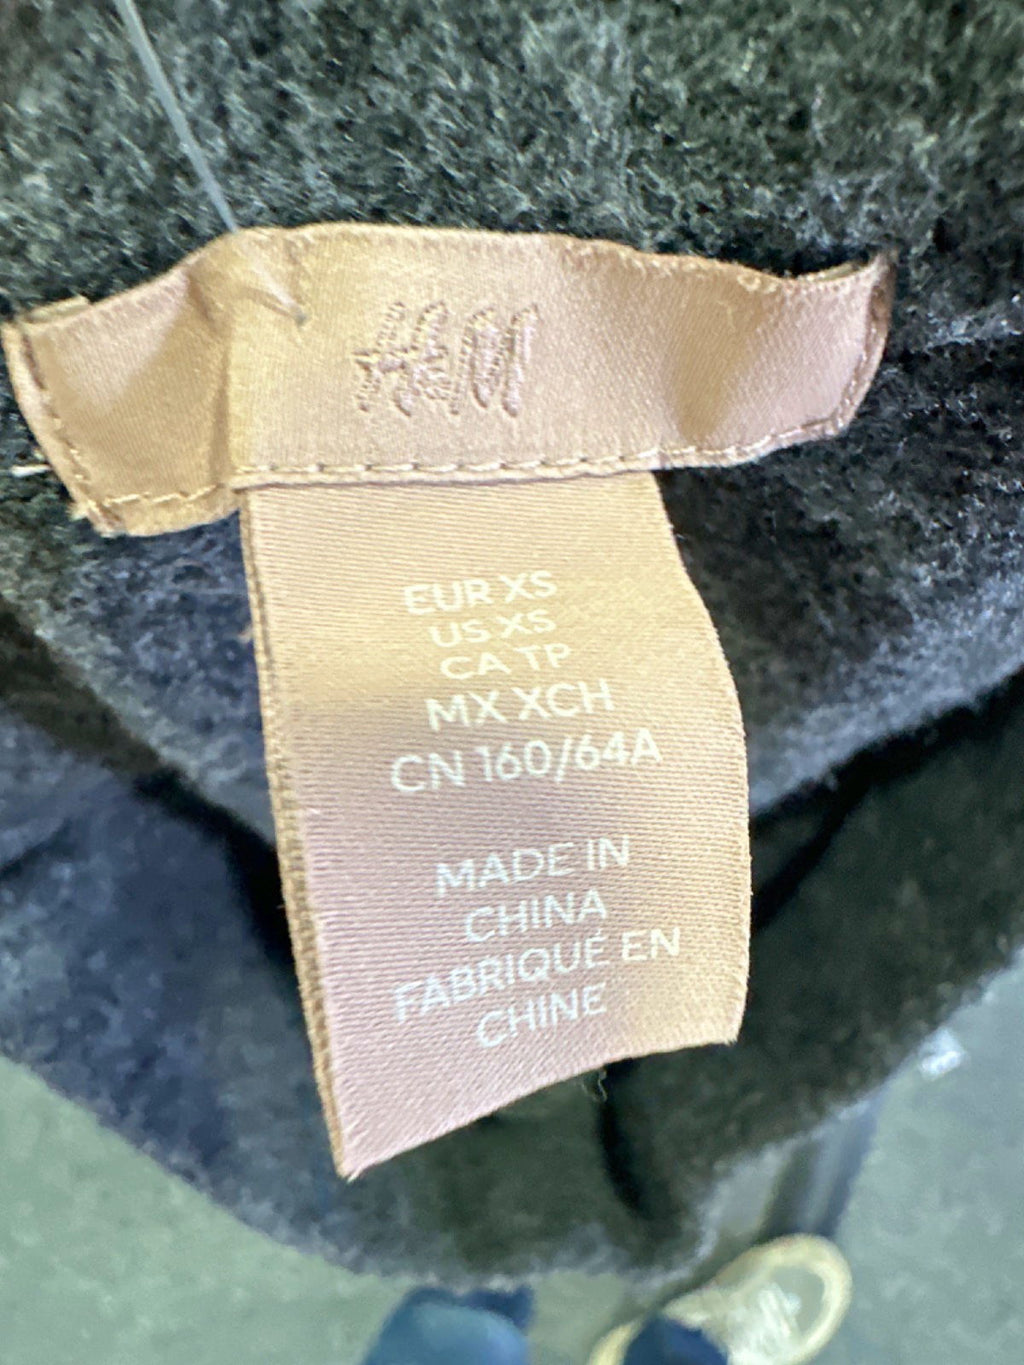 H&M
EUR XS
US XS
CA TP
MX XCH
CN 160/64A
MADE IN
CHINA
FABRIQUÉ EN
CHINE